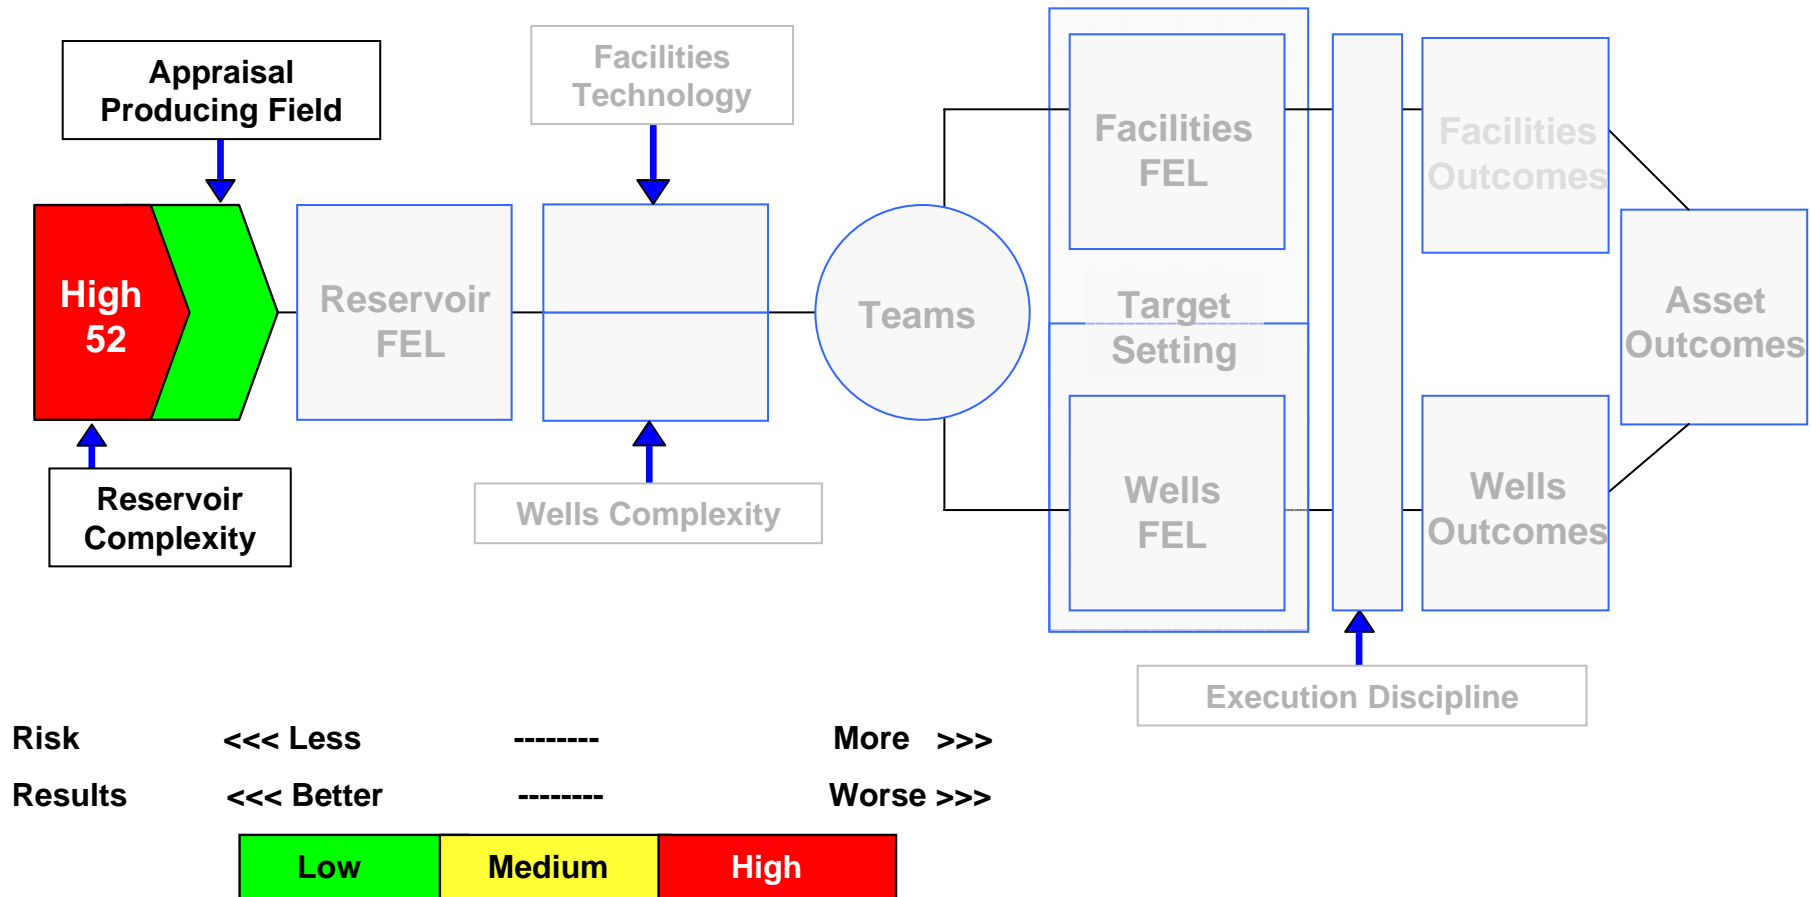 Appraisal
Producing Field
Facilities
Technology
Facilities
FEL
Facilities
Outcomes
High
52
Reservoir
FEL
Teams
Target
Setting
Asset
Outcomes
Reservoir
Complexity
Wells Complexity
Wells
FEL
Wells
Outcomes
Execution Discipline
Risk <<< Less -------- More >>>
Results <<< Better -------- Worse >>>
Low Medium High